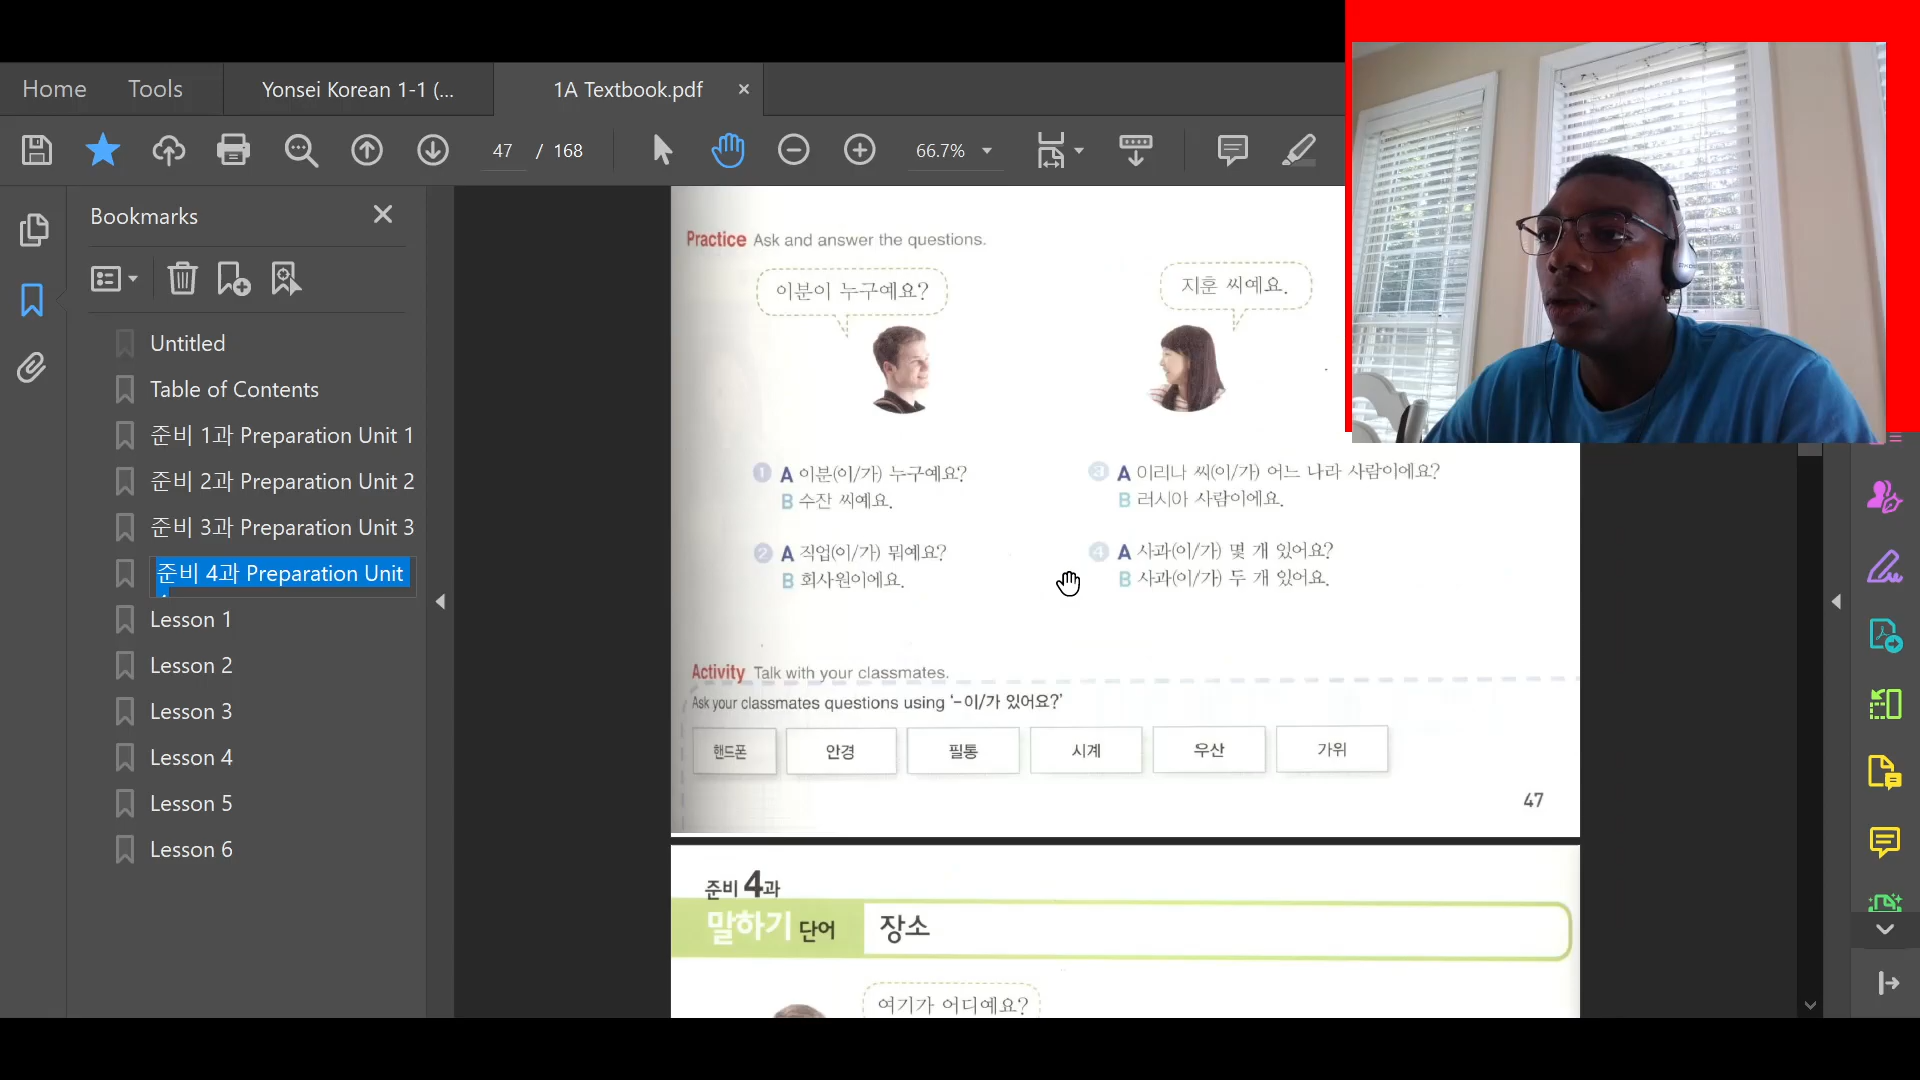 Home
Tools
Yonsei Korean 1-1 (...
1A Textbook.pdf
47 / 168
66.7%
Bookmarks
Untitled
Table of Contents
준비 1과 Preparation Unit 1
준비 2과 Preparation Unit 2
준비 3과 Preparation Unit 3
준비 4과 Preparation Unit
Lesson 1
Lesson 2
Lesson 3
Lesson 4
Lesson 5
Lesson 6
Practice Ask and answer the questions.
이분이 누구예요?
지훈 씨예요.
1 A 이분(이/가) 누구예요?
B 수잔 씨예요.
2 A 직업(이/가) 뭐예요?
B 회사원이에요.
3 A 이리나 씨(이/가) 어느 나라 사람이에요?
B 러시아 사람이에요.
4 A 사과(이/가) 몇 개 있어요?
B 사과(이/가) 두 개 있어요.
Activity Talk with your classmates.
Ask your classmates questions using '-이/가 있어요?'
핸드폰
안경
필통
시계
우산
가위
47
준비 4과
말하기 단어
장소
여기가 어디예요?